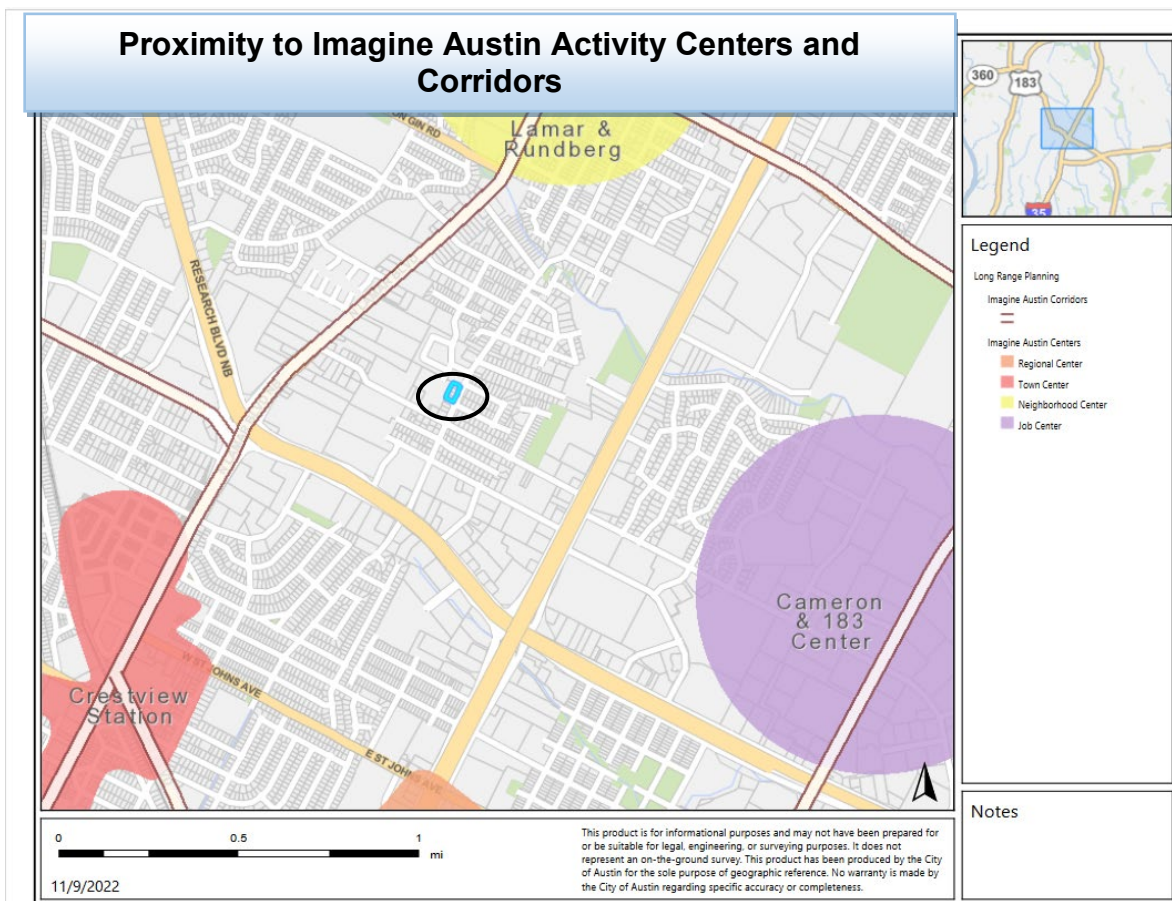 Proximity to Imagine Austin Activity Centers and
Corridors
360
183
35
ON GIN RD
Lamar &
Rundberg
RESEARCH BLVD NB
Cameron
& 183
Center
W ST JOHNS AVE
Crestview
Station
E ST JOHNS AVE
Legend
Long Range Planning
Imagine Austin Corridors
Imagine Austin Centers
Regional Center
Town Center
Neighborhood Center
Job Center
Notes
0 0.5 1
mi
11/9/2022
This product is for informational purposes and may not have been prepared for
or be suitable for legal, engineering, or surveying purposes. It does not
represent an on-the-ground survey. This product has been produced by the City
of Austin for the sole purpose of geographic reference. No warranty is made by
the City of Austin regarding specific accuracy or completeness.